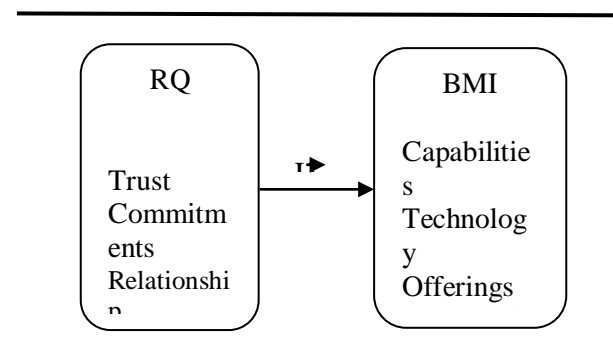 RQ
Trust
Commitm
ents
Relationshi
BMI
Capabilitie
s
Technolog
y
Offerings